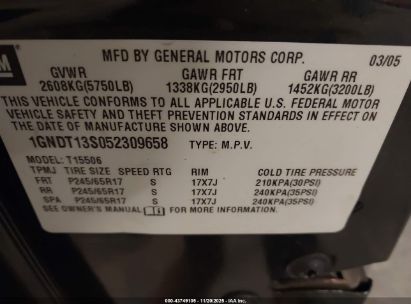 GM
MFD BY GENERAL MOTORS CORP. 03/05
GVWR GAWR FRT GAWR RR
2608KG(5750LB) 1338KG(2950LB) 1452KG(3200LB)
THIS VEHICLE CONFORMS TO ALL APPLICABLE U.S. FEDERAL MOTOR
VEHICLE SAFETY AND THEFT PREVENTION STANDARDS IN EFFECT ON
THE DATE OF MANUFACTURE SHOWN ABOVE.
1GNDT13S052309658 TYPE: M.P.V.
MODEL: T15506
TPMJ TIRE SIZE SPEED RTG RIM COLD TIRE PRESSURE
FRT P245/65R17 S 17X7J 210KPA(30PSI)
RR P245/65R17 S 17X7J 240KPA(35PSI)
SPA P245/65R17 S 17X7J 240KPA(35PSI)
SEE OWNER'S MANUAL FOR MORE INFORMATION.